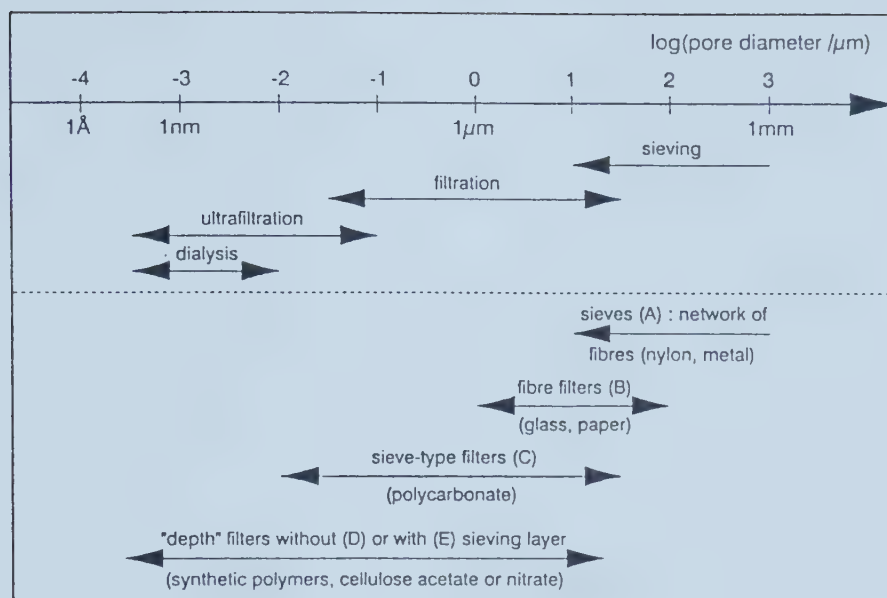 log(pore diameter /µm)
-4 -3 -2 -1 0 1 2 3
1Å 1nm 1µm 1mm
sieving
filtration
ultrafiltration
dialysis
sieves (A) : network of
fibres (nylon, metal)
fibre filters (B)
(glass, paper)
sieve-type filters (C)
(polycarbonate)
"depth" filters without (D) or with (E) sieving layer
(synthetic polymers, cellulose acetate or nitrate)